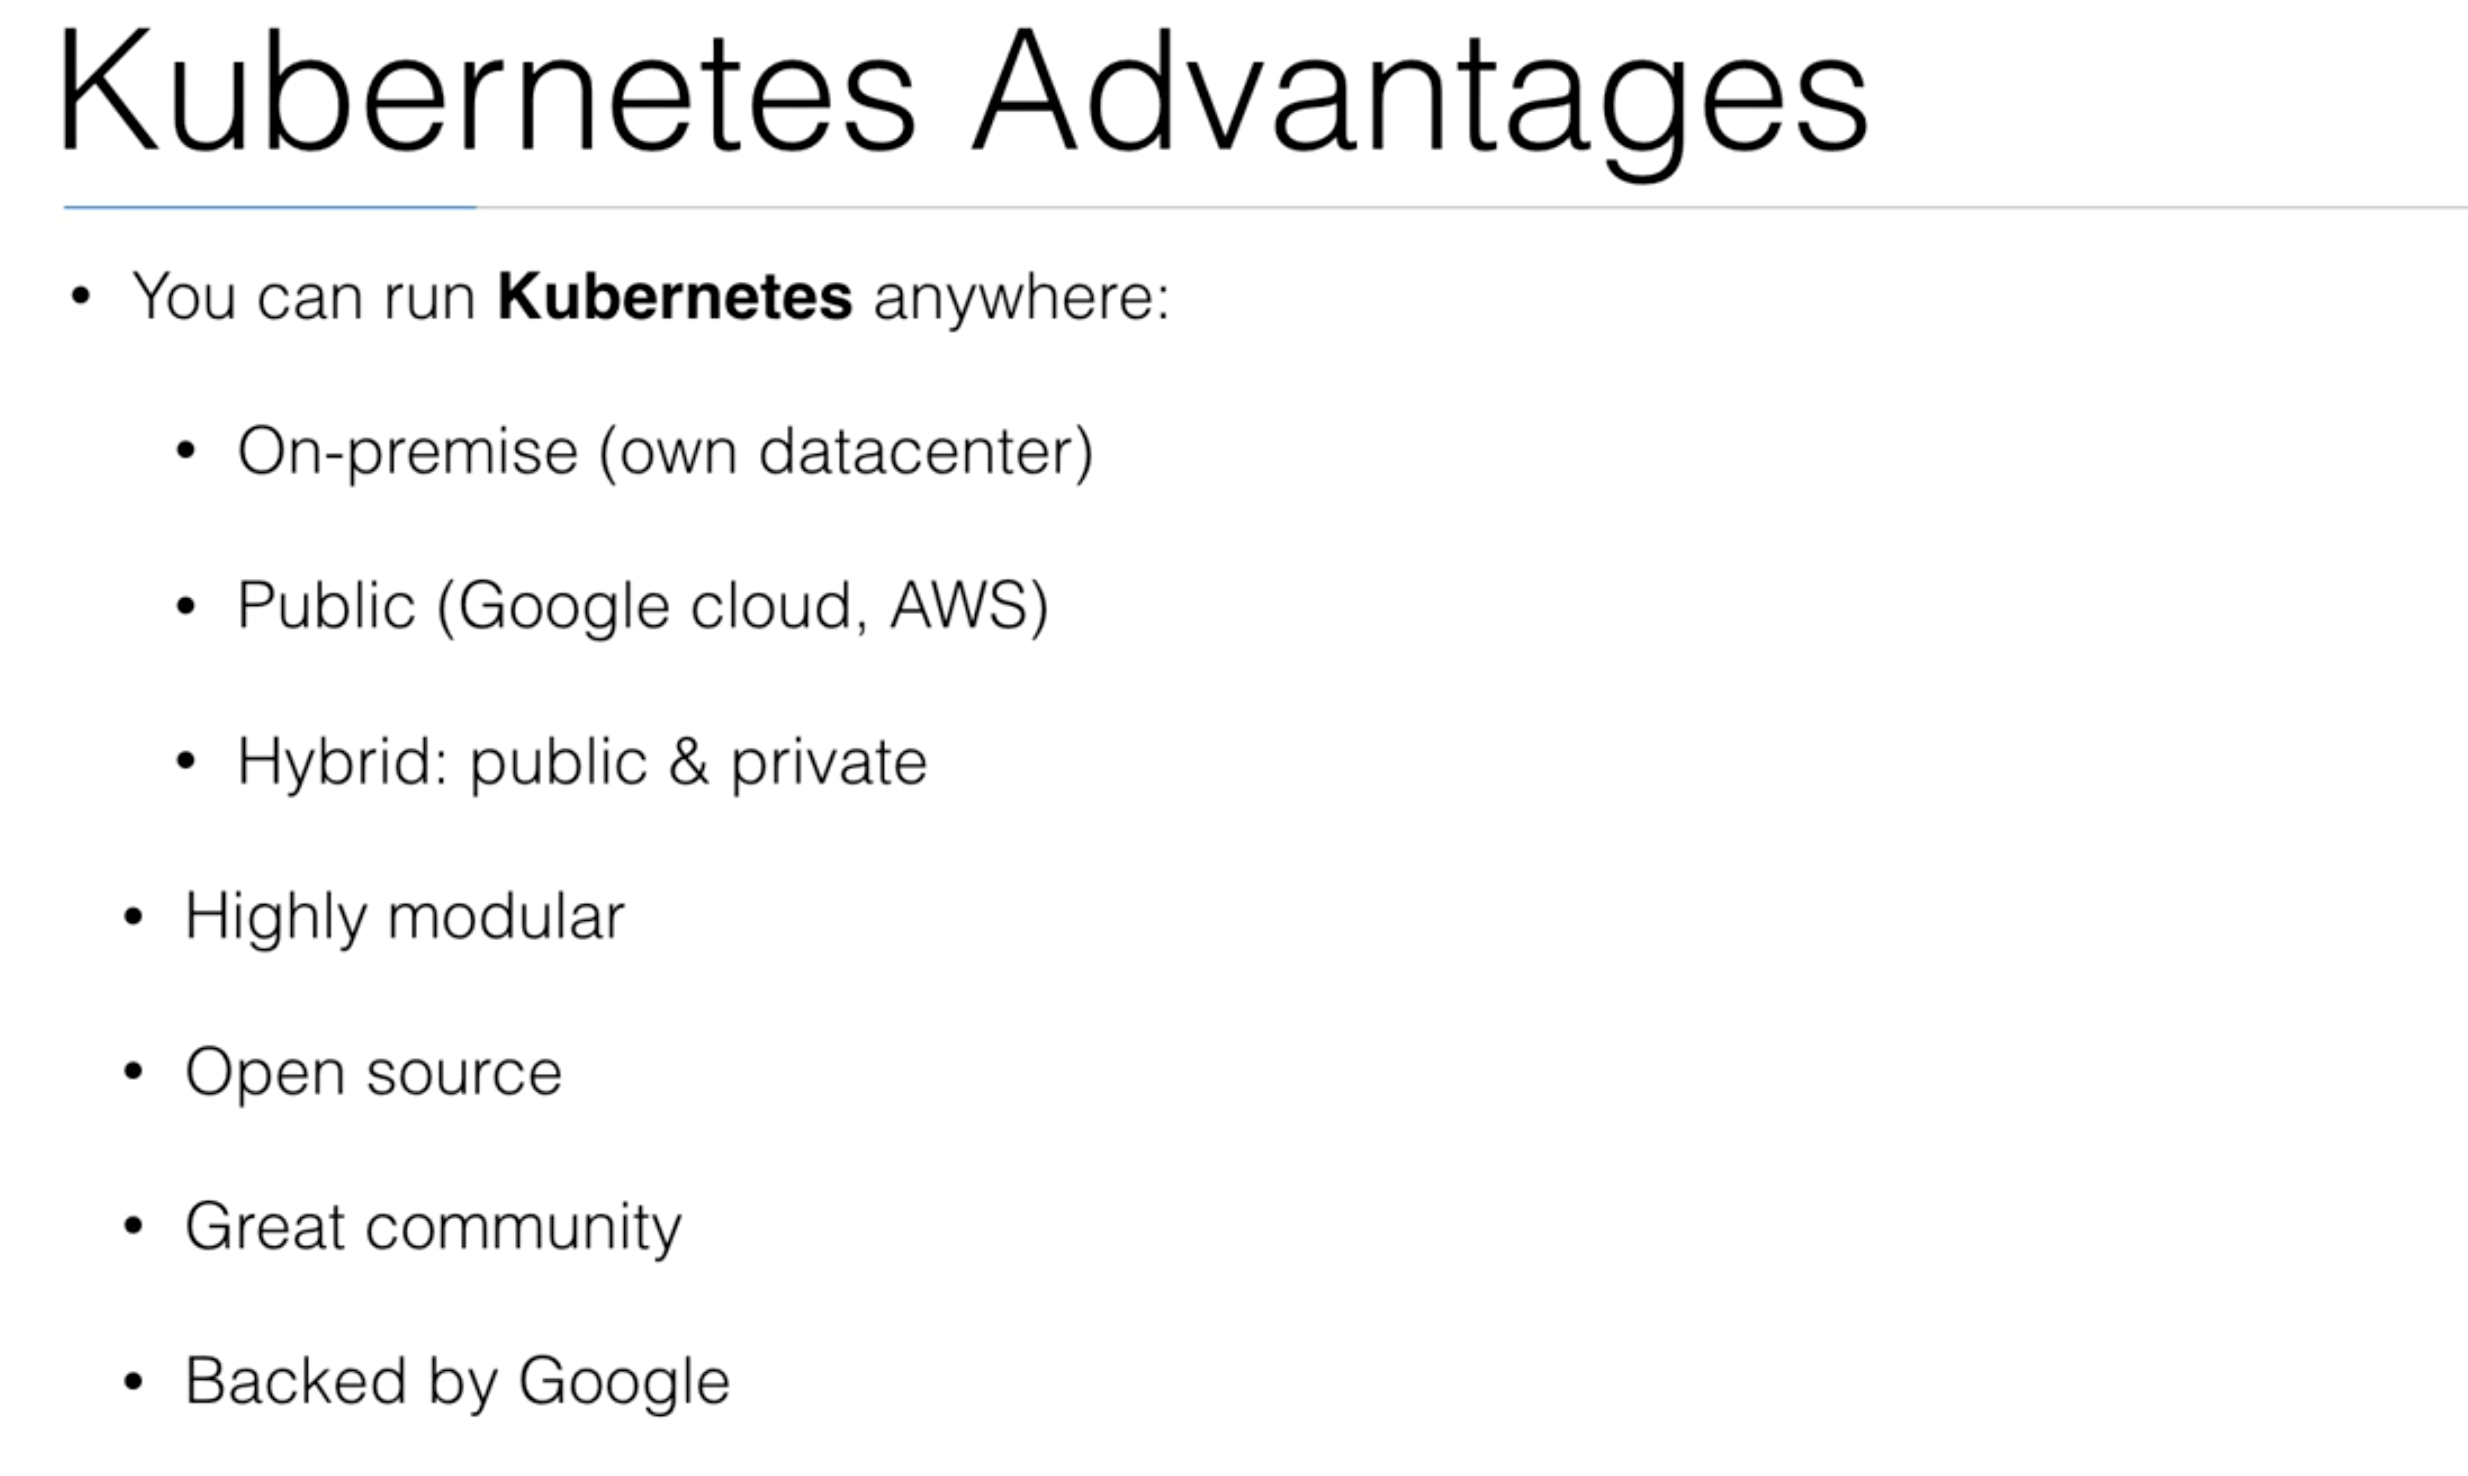 Kubernetes Advantages
• You can run Kubernetes anywhere:
• On-premise (own datacenter)
• Public (Google cloud, AWS)
• Hybrid: public & private
• Highly modular
• Open source
• Great community
• Backed by Google